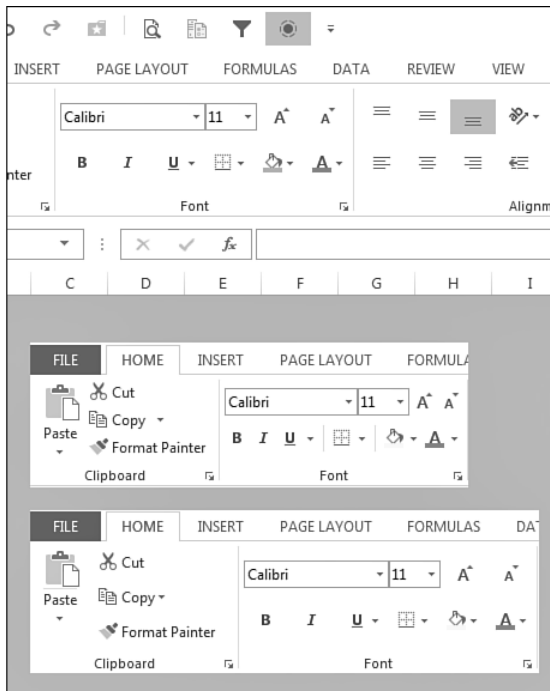 INSERT PAGE LAYOUT FORMULAS DATA REVIEW VIEW
Calibri 11 A A
B I U A
nter
Font Alignm
fx
C D E F G H I
FILE HOME INSERT PAGE LAYOUT FORMULA
Cut
Calibri 11 A A
Copy
Paste
B I U A
Format Painter
Clipboard Font
FILE HOME INSERT PAGE LAYOUT FORMULAS DAT
Cut
Calibri 11 A A
Paste Copy
B I U A
Format Painter
Clipboard Font